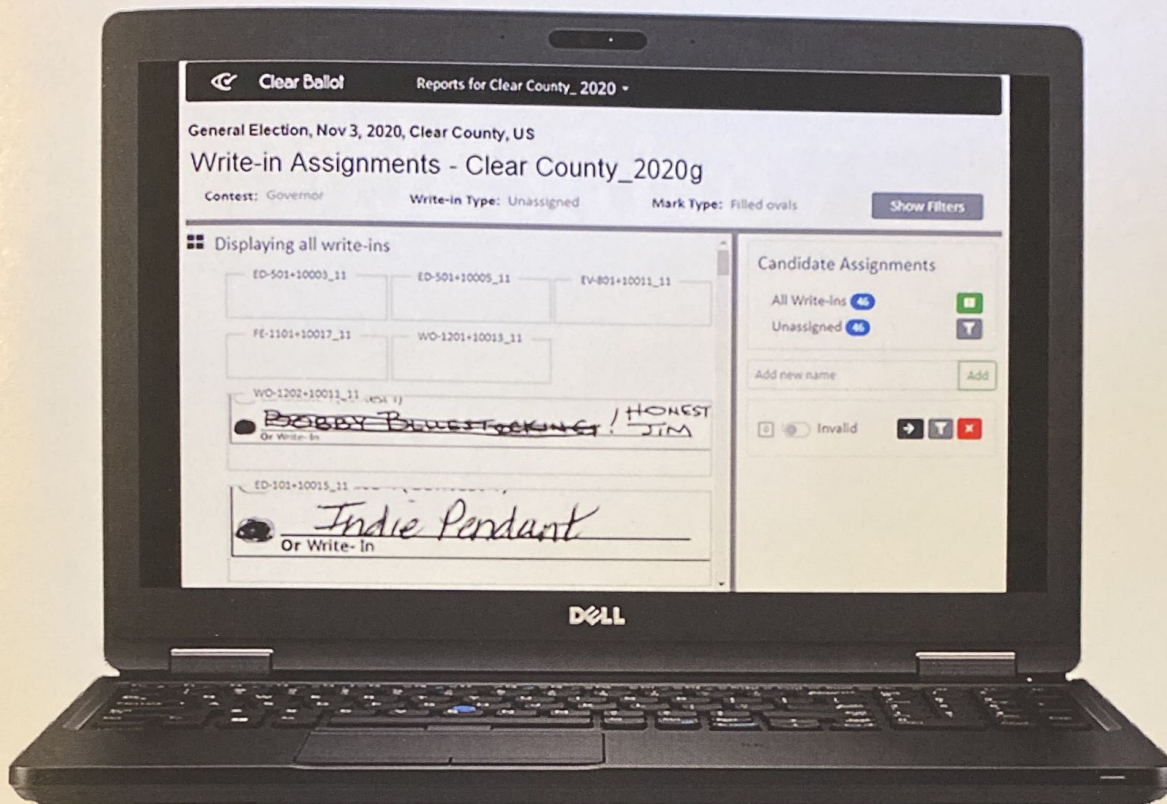 Clear Ballot Reports for Clear County_ 2020
General Election, Nov 3, 2020, Clear County, US
Write-in Assignments - Clear County_2020g
Contest: Governor Write-in Type: Unassigned Mark Type: Filled ovals Show Filters
Displaying all write-ins
ED-501+10003_11 ED-501+10005_11 EV-801+10011_11
FE-1101+10017_11 WO-1201+10013_11
WO-1202+10011_11
BOBBY BLUESTOCKING! HONEST
JIM
Or Write-In
ED-101+10015_11
Indie Pendant
Or Write- In
Candidate Assignments
All Write-ins 46
Unassigned 46
Add new name Add
0 Invalid
DELL